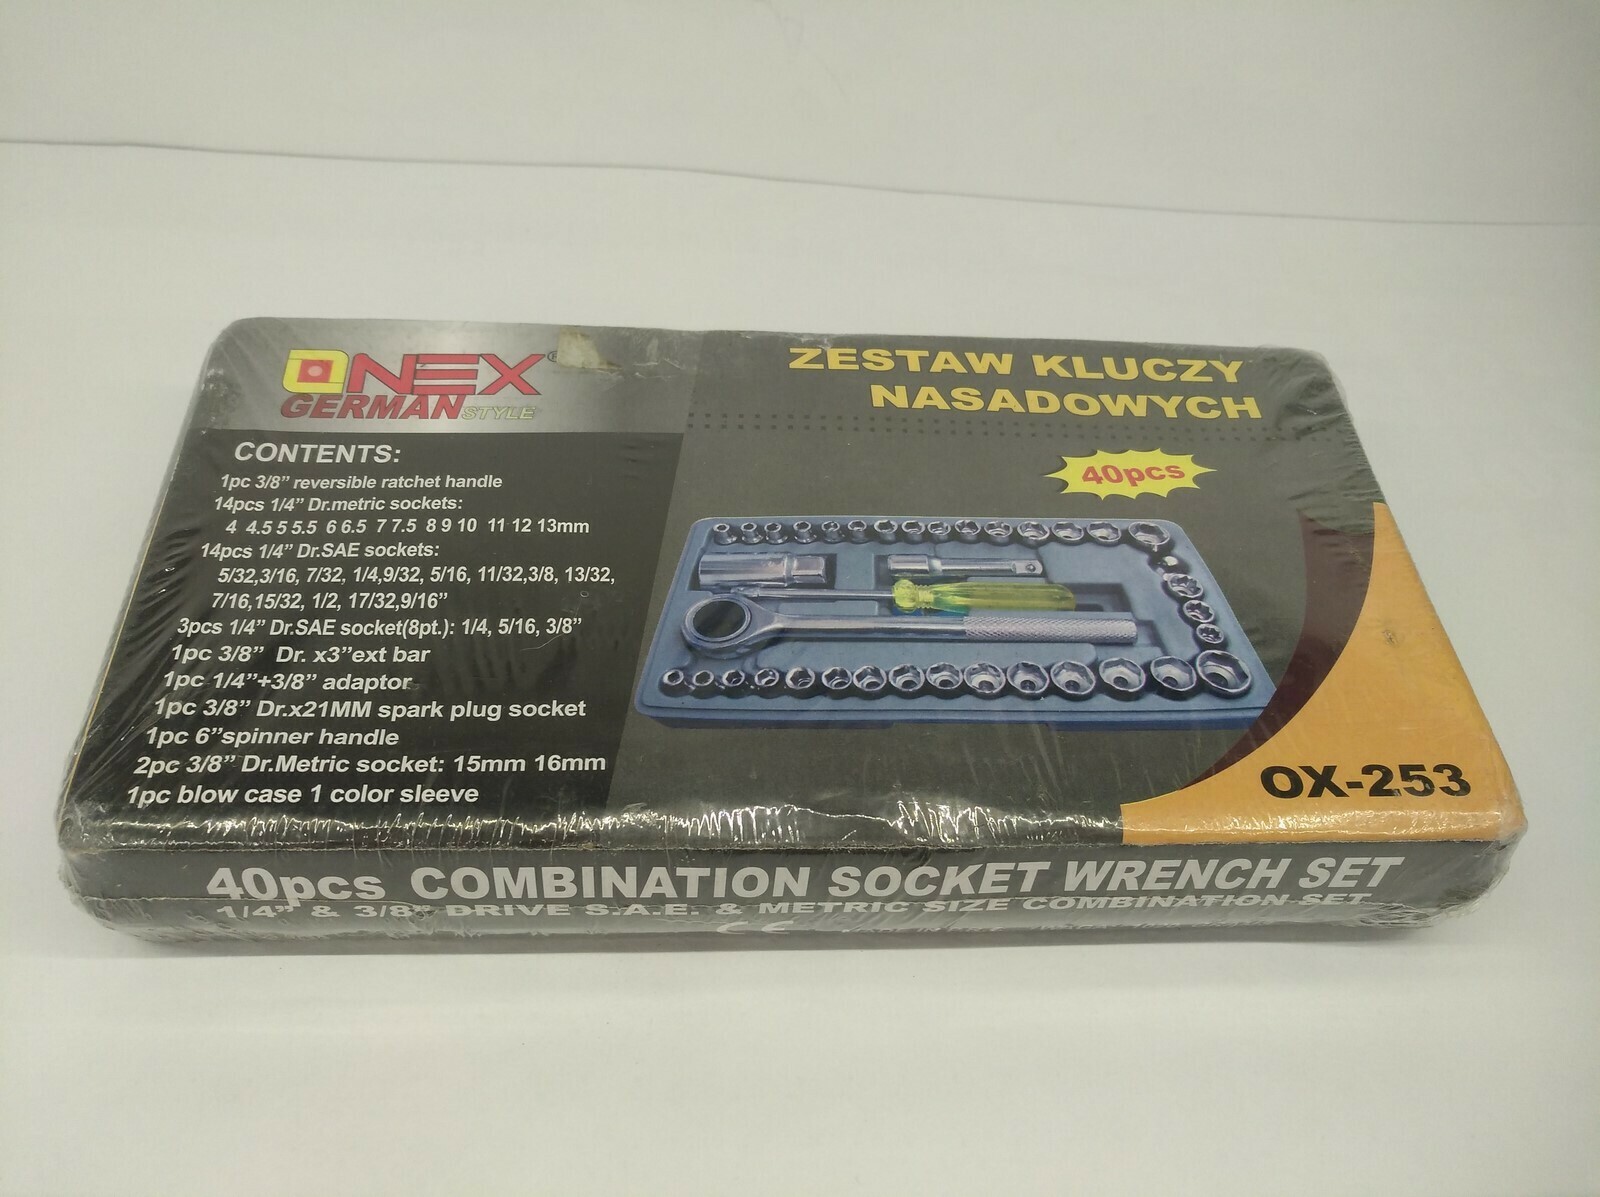 ONEX
GERMAN STYLE
ZESTAW KLUCZY
NASADOWYCH
40pcs
CONTENTS:
1pc 3/8” reversible ratchet handle
14pcs 1/4” Dr.metric sockets:
4 4.5 5 5.5 6 6.5 7 7.5 8 9 10 11 12 13mm
14pcs 1/4” Dr.SAE sockets:
5/32,3/16, 7/32, 1/4,9/32, 5/16, 11/32,3/8, 13/32,
7/16,15/32, 1/2, 17/32,9/16”
3pcs 1/4” Dr.SAE socket(8pt.): 1/4, 5/16, 3/8”
1pc 3/8” Dr. x3”ext bar
1pc 1/4”+3/8” adaptor
1pc 3/8” Dr.x21MM spark plug socket
1pc 6”spinner handle
2pc 3/8” Dr.Metric socket: 15mm 16mm
1pc blow case 1 color sleeve
OX-253
40pcs COMBINATION SOCKET WRENCH SET
1/4” & 3/8” DRIVE S.A.E. & METRIC SIZE COMBINATION SET
CE